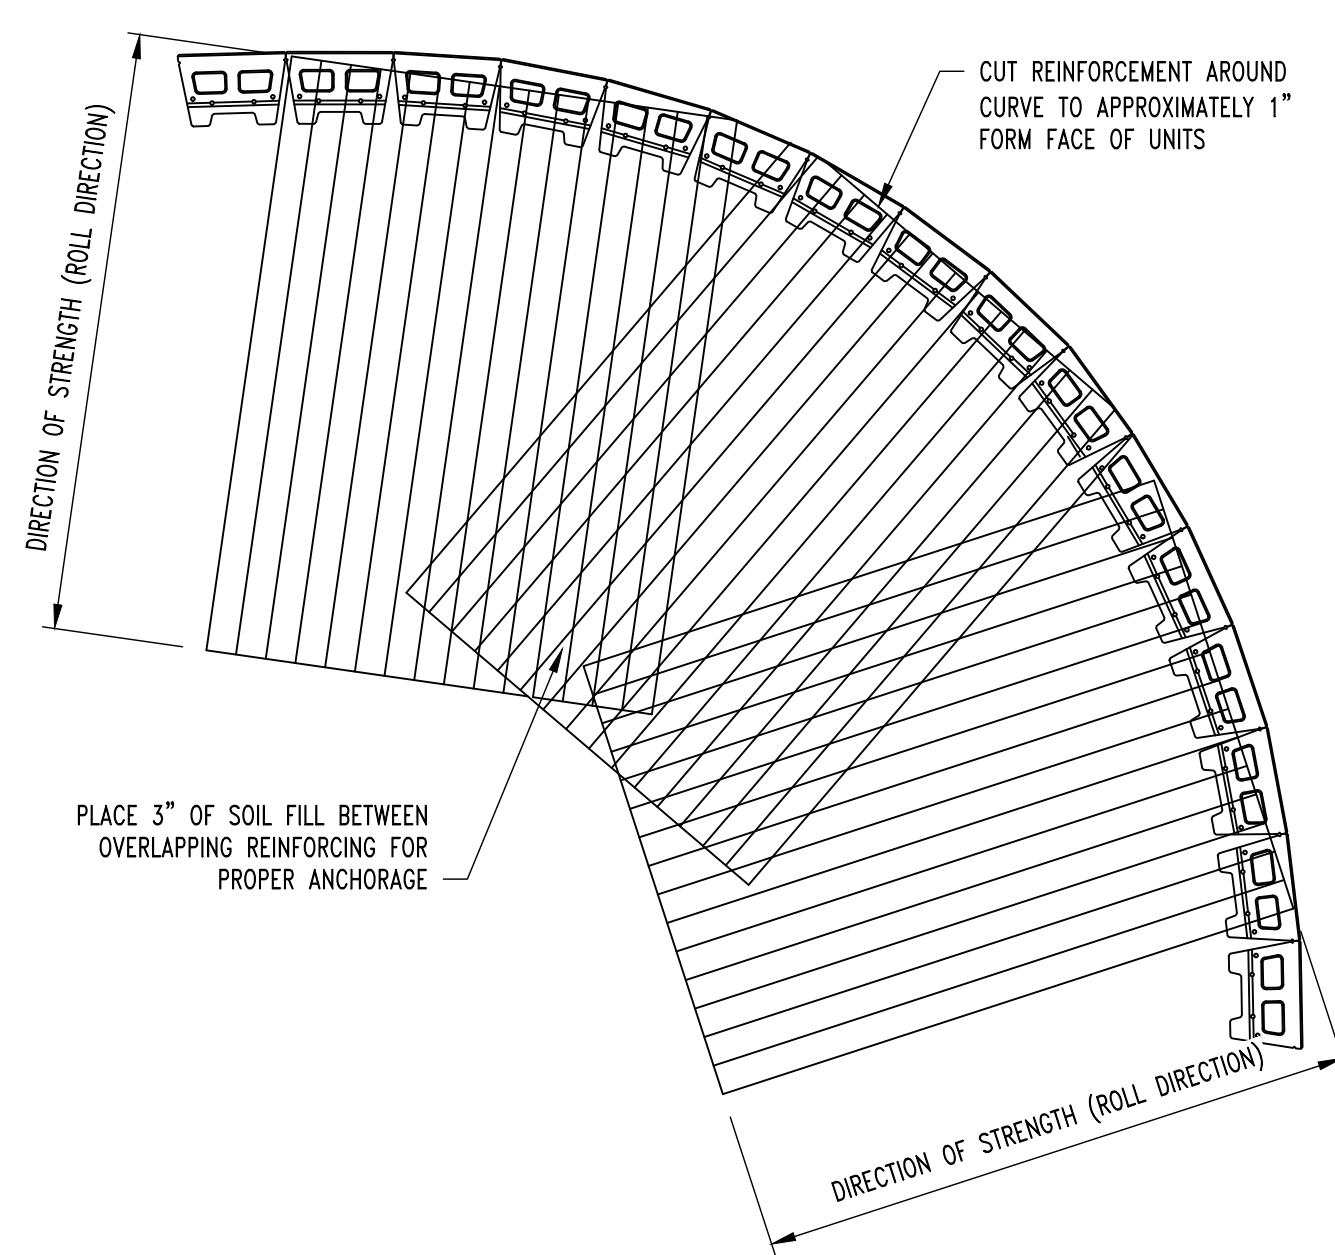 CUT REINFORCEMENT AROUND
CURVE TO APPROXIMATELY 1”
FORM FACE OF UNITS
DIRECTION OF STRENGTH (ROLL DIRECTION)
PLACE 3” OF SOIL FILL BETWEEN
OVERLAPPING REINFORCING FOR
PROPER ANCHORAGE
DIRECTION OF STRENGTH (ROLL DIRECTION)